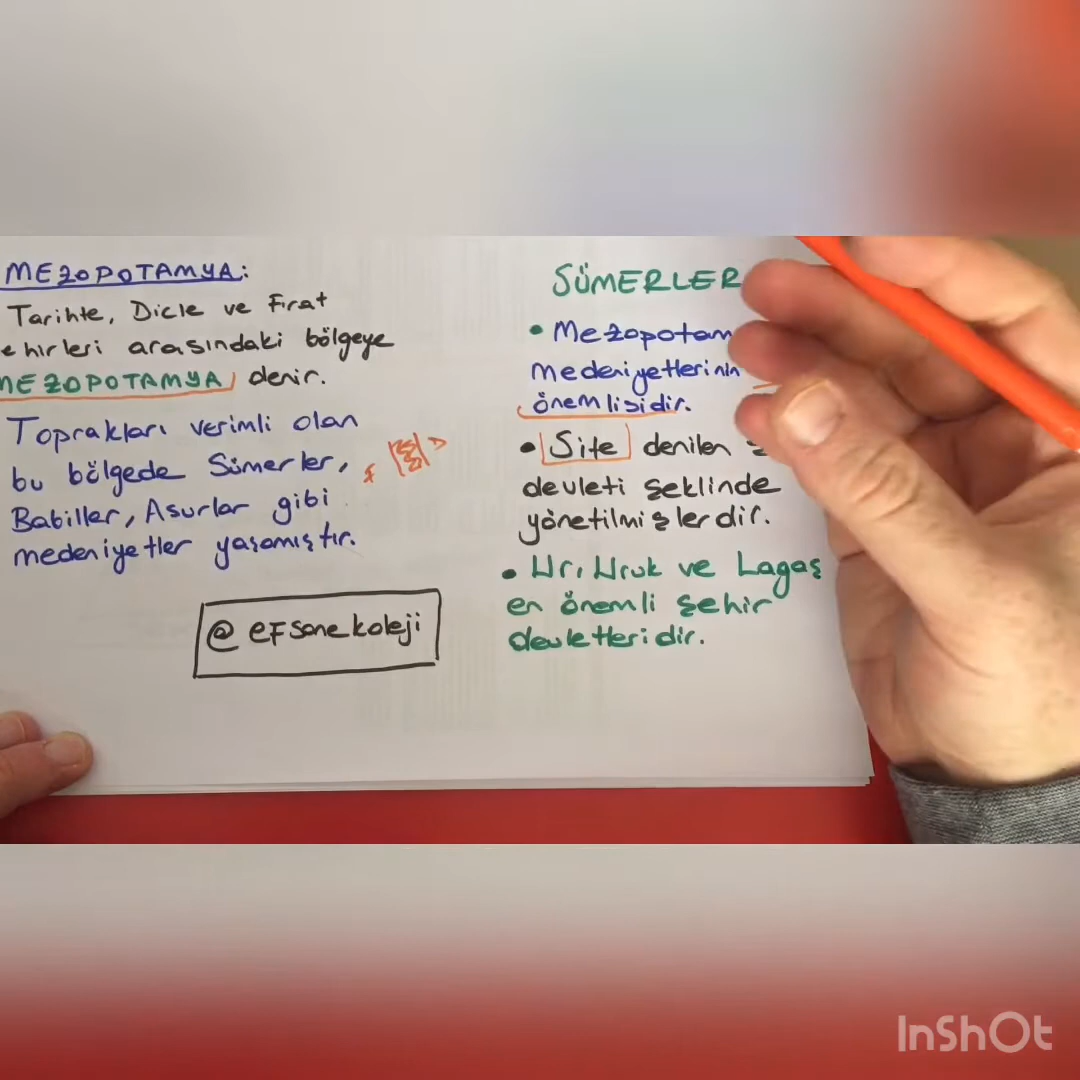 MEZOPOTAMYA:
Tarihte, Dicle ve Fırat
ehirleri arasındaki bölgeye
MEZOPOTAMYA denir.
Toprakları verimli olan
bu bölgede Sümerler,
Babiller, Asurlar gibi
medeniyetler yaşamıştır.
@efsanekoleji
SÜMERLER
• Mezopotam
medeniyetlerinin
önemlisidir.
• Site denilen
devleti şeklinde
yönetilmişlerdir.
• Ur, Uruk ve Lagaş
en önemli şehir
devletleridir.
InShOt